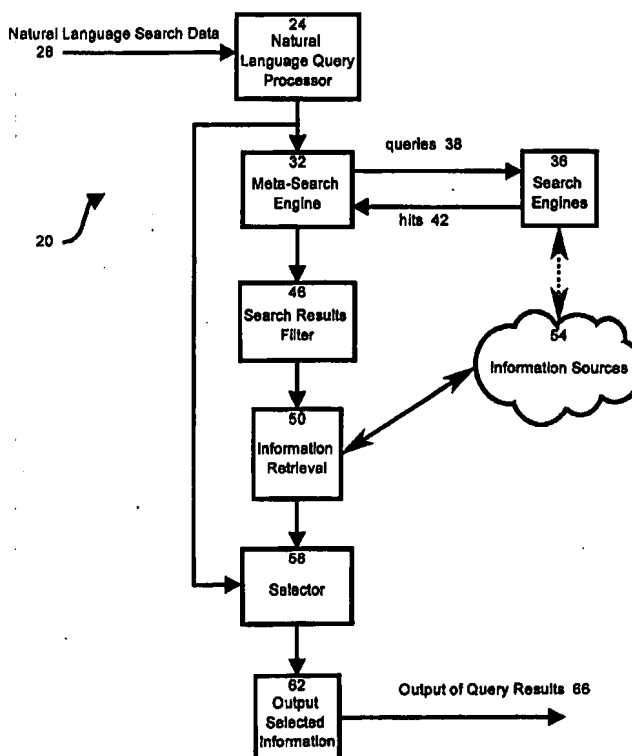 Natural Language Search Data
28
24
Natural
Language Query
Processor
queries 38
32
Meta-Search
Engine
36
Search
Engines
hits 42
20
46
Search Results
Filter
54
Information Sources
50
Information
Retrieval
58
Selector
62
Output
Selected
Information
Output of Query Results 66